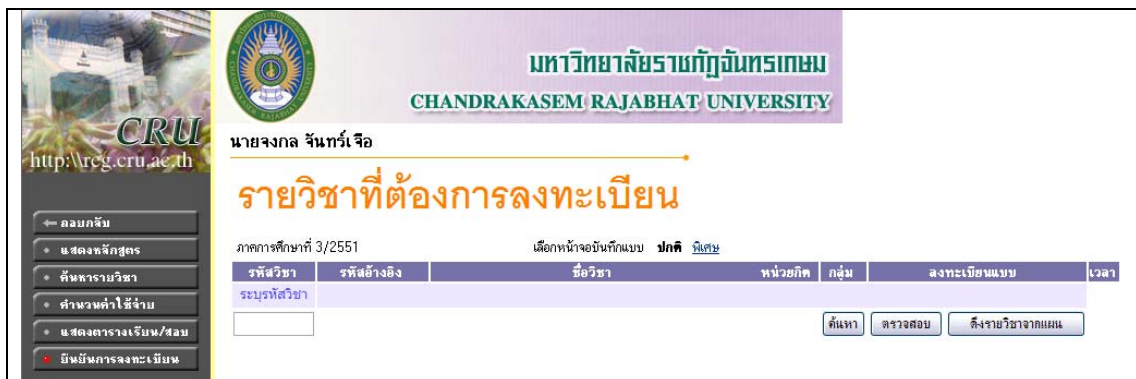 มหาวิทยาลัยราชภัฏจันทรเกษม
CHANDRAKASEM RAJABHAT UNIVERSITY
CRU
http:\\reg.cru.ac.th
นายจงกล จันทร์เจือ
รายวิชาที่ต้องการลงทะเบียน
ถอยกลับ
แสดงหลักสูตร
ค้นหารายวิชา
คำนวนค่าใช้จ่าย
แสดงตารางเรียน/สอบ
ยืนยันการลงทะเบียน
ภาคการศึกษาที่ 3/2551 เลือกหน้าจอบันทึกแบบ ปกติ พิเศษ
รหัสวิชา รหัสอ้างอิง ชื่อวิชา หน่วยกิต กลุ่ม ลงทะเบียนแบบ เวลา
ระบุรหัสวิชา
ค้นหา ตรวจสอบ ดึงรายวิชาจากแผน